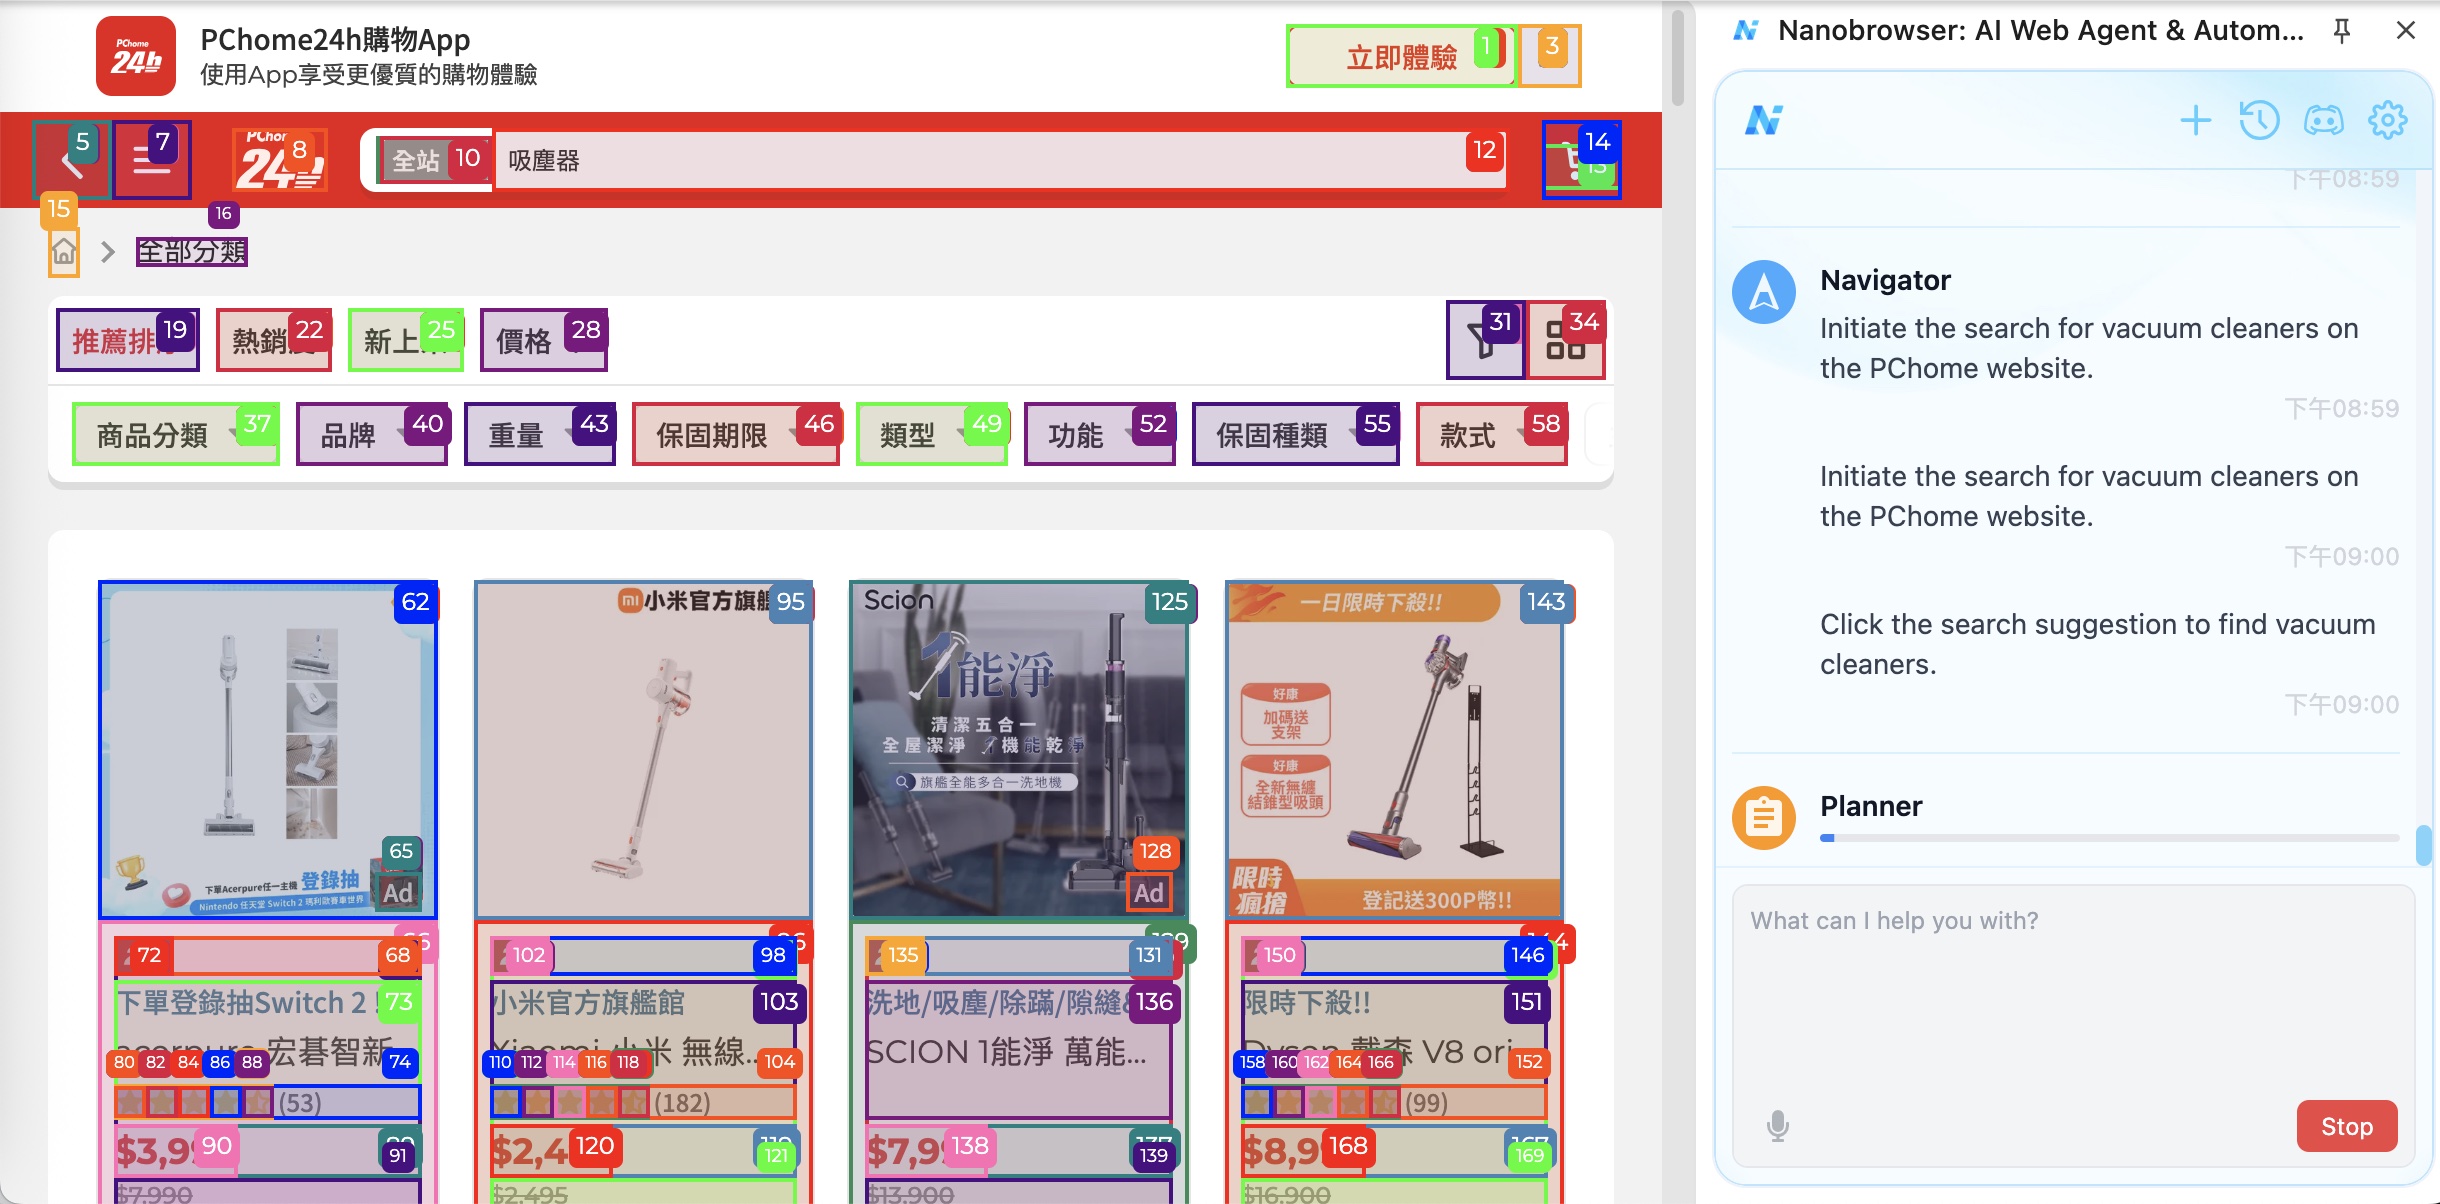 PChome
24h
PChome24h購物App
使用App享受更優質的購物體驗
立即體驗
1
3
5
7
8
全站
10
吸塵器
12
14
15
16
全部分類
19
熱銷
22
新上
25
價格
28
31
34
商品分類
37
品牌
40
重量
43
保固期限
46
類型
49
功能
52
保固種類
55
款式
58
62
下單Acerpure任一主機 登錄抽
Nintendo 任天堂 Switch 2 瑪利歐賽車世界
65
Ad
小米官方旗艦
95
Scion
125
1能淨
清潔五合一
全屋潔淨 1機能乾淨
旗艦全能多合一洗地機
128
Ad
一日限時下殺!!
143
好康
加碼送
支架
好康
全新無纏
結錐型吸頭
限時
瘋搶
登記送300P幣!!
72
68
下單登錄抽Switch 2 !
73
acerpure 宏碁智新
80
82
84
86
88
74
(53)
90
91
$7,990
102
98
小米官方旗艦館
103
Xiaomi 小米 無線...
110
112
114
116
118
104
(182)
$2,4
120
121
$2,495
135
131
洗地/吸塵/除蹣/隙縫
136
SCION 1能淨 萬能...
138
139
$13,900
150
146
限時下殺!!
151
Dyson 戴森 V8 ori
158
160
162
164
166
152
(99)
168
169
$16,900
Nanobrowser: AI Web Agent & Autom...
下午08:59
Navigator
Initiate the search for vacuum cleaners on
the PChome website.
下午08:59
Initiate the search for vacuum cleaners on
the PChome website.
下午09:00
Click the search suggestion to find vacuum
cleaners.
下午09:00
Planner
What can I help you with?
Stop